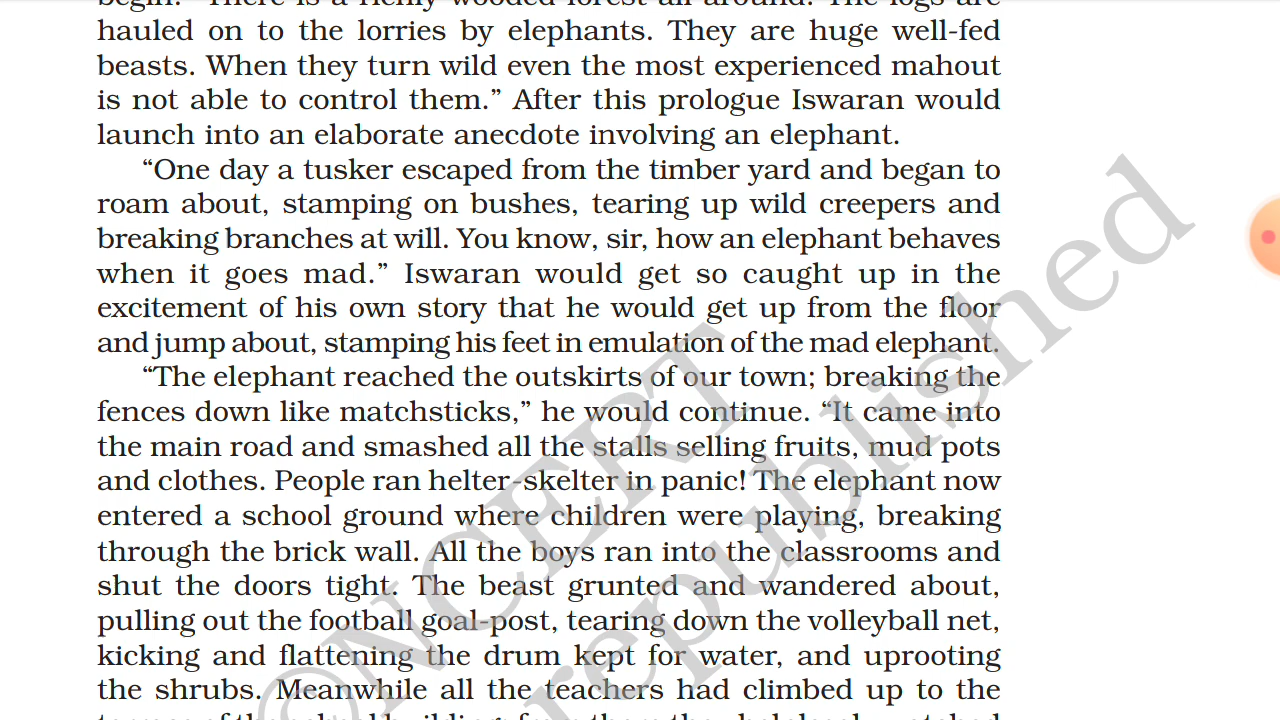 begin. “There is a richly wooded forest all around. The logs are
hauled on to the lorries by elephants. They are huge well-fed
beasts. When they turn wild even the most experienced mahout
is not able to control them.” After this prologue Iswaran would
launch into an elaborate anecdote involving an elephant.
“One day a tusker escaped from the timber yard and began to
roam about, stamping on bushes, tearing up wild creepers and
breaking branches at will. You know, sir, how an elephant behaves
when it goes mad.” Iswaran would get so caught up in the
excitement of his own story that he would get up from the floor
and jump about, stamping his feet in emulation of the mad elephant.
“The elephant reached the outskirts of our town; breaking the
fences down like matchsticks,” he would continue. “It came into
the main road and smashed all the stalls selling fruits, mud pots
and clothes. People ran helter-skelter in panic! The elephant now
entered a school ground where children were playing, breaking
through the brick wall. All the boys ran into the classrooms and
shut the doors tight. The beast grunted and wandered about,
pulling out the football goal-post, tearing down the volleyball net,
kicking and flattening the drum kept for water, and uprooting
the shrubs. Meanwhile all the teachers had climbed up to the
©NCERT
republished